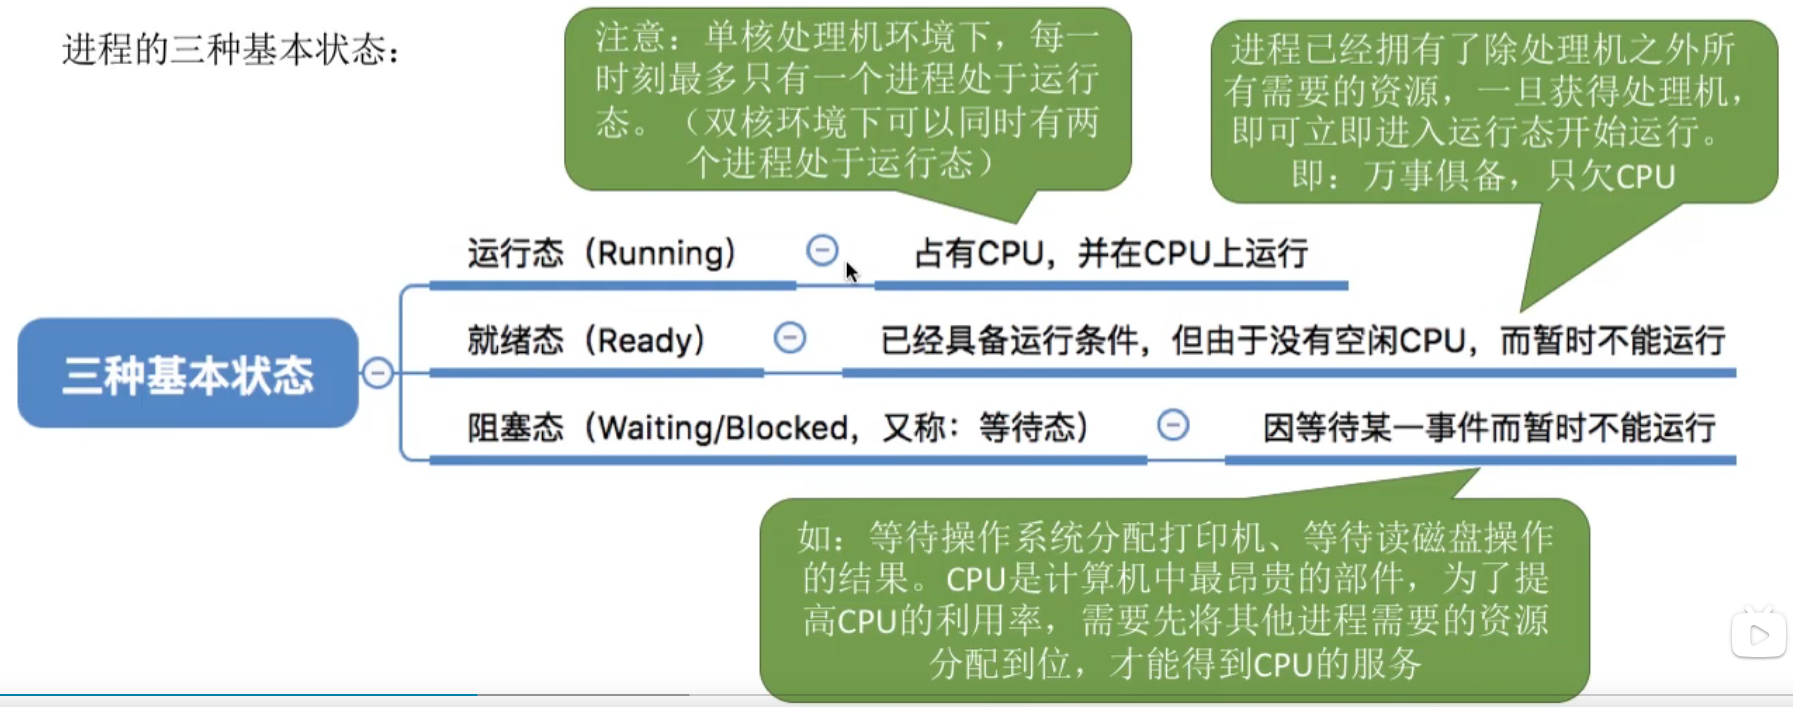 进程的三种基本状态：
注意：单核处理机环境下，每一
时刻最多只有一个进程处于运行
态。（双核环境下可以同时有两
个进程处于运行态）
进程已经拥有了除处理机之外所
有需要的资源，一旦获得处理机，
即可立即进入运行态开始运行。
即：万事俱备，只欠CPU
三种基本状态
运行态（Running） 占有CPU，并在CPU上运行
就绪态（Ready） 已经具备运行条件，但由于没有空闲CPU，而暂时不能运行
阻塞态（Waiting/Blocked，又称：等待态） 因等待某一事件而暂时不能运行
如：等待操作系统分配打印机、等待读磁盘操作
的结果。CPU是计算机中最昂贵的部件，为了提
高CPU的利用率，需要先将其他进程需要的资源
分配到位，才能得到CPU的服务